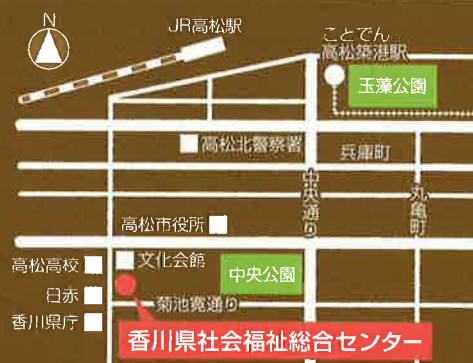 N
JR高松駅
ことでん
高松築港駅
玉藻公園
高松北警察署
兵庫町
中央通り
丸亀町
高松市役所
高松高校
文化会館
中央公園
日赤
菊池寛通り
香川県庁
香川県社会福祉総合センター